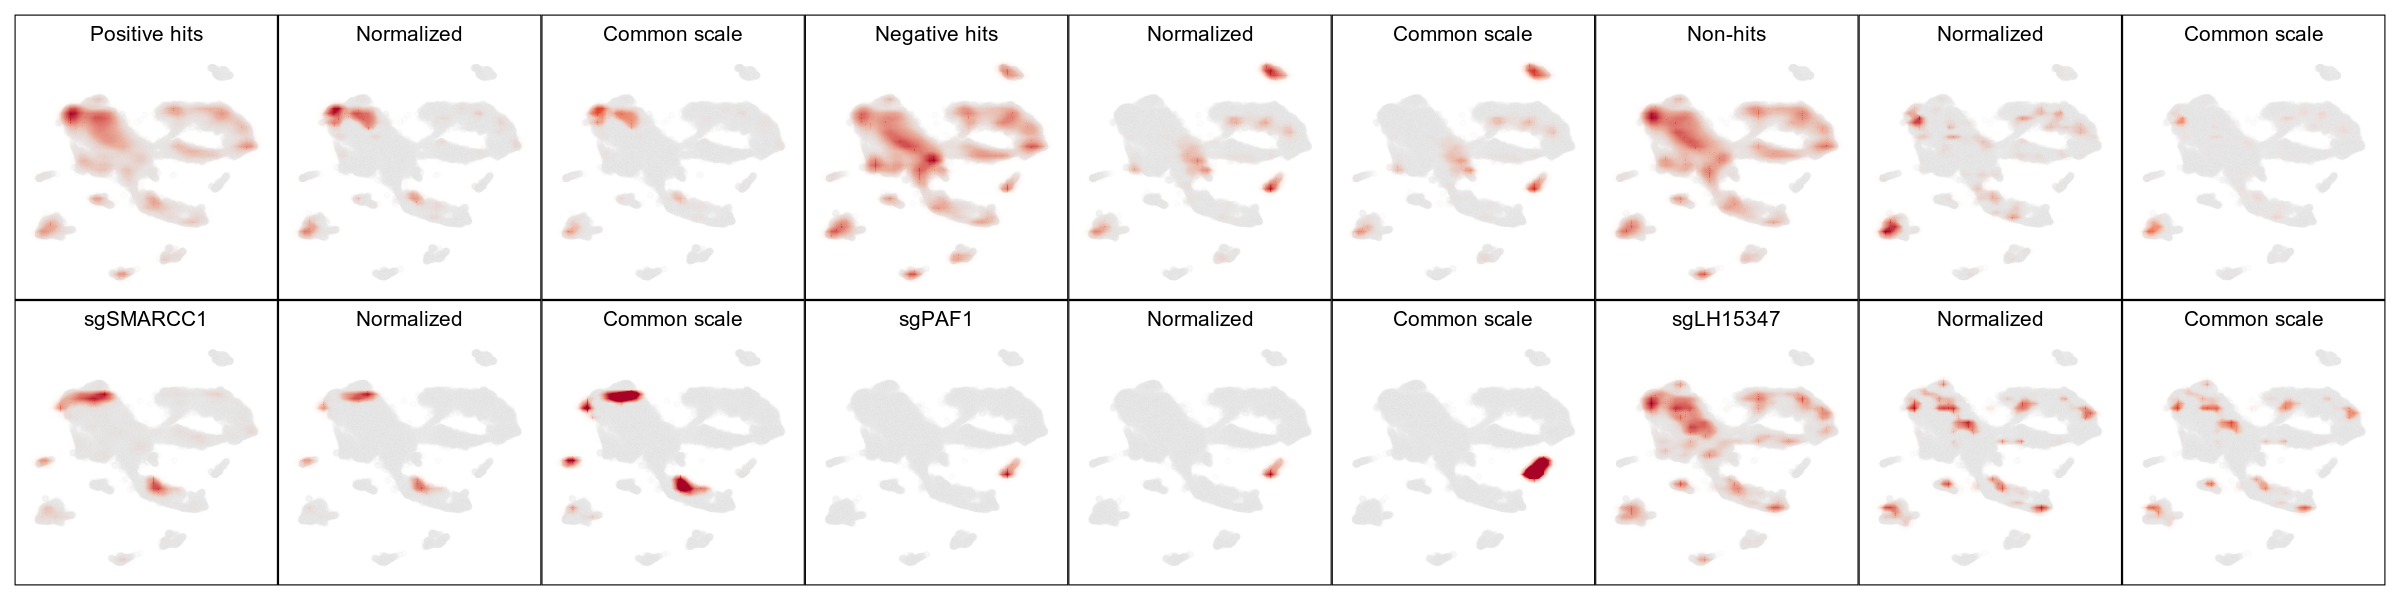 Positive hits
Normalized
Common scale
Negative hits
Normalized
Common scale
Non-hits
Normalized
Common scale
sgSMARCC1
Normalized
Common scale
sgPAF1
Normalized
Common scale
sgLH15347
Normalized
Common scale